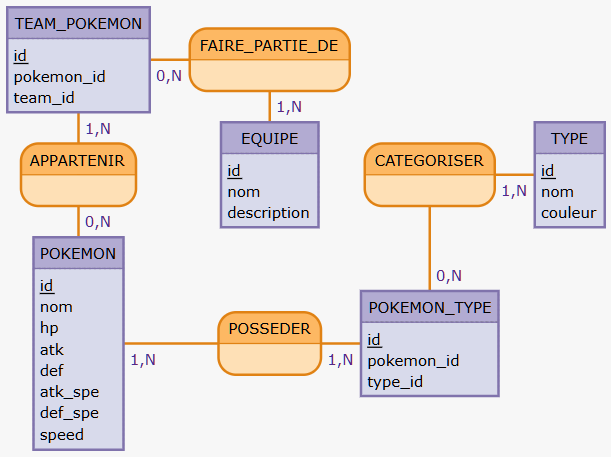 TEAM_POKEMON
id
pokemon_id
team_id
0,N
FAIRE_PARTIE_DE
1,N
1,N
APPARTENIR
0,N
EQUIPE
id
nom
description
CATEGORISER
1,N
0,N
TYPE
id
nom
couleur
POKEMON
id
nom
hp
atk
def
atk_spe
def_spe
speed
1,N
POSSEDER
1,N
POKEMON_TYPE
id
pokemon_id
type_id